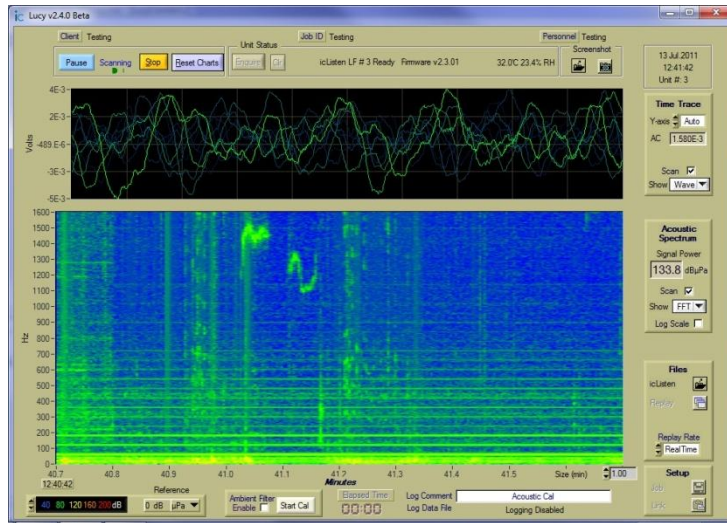 Lucy v2.4.0 Beta
Client Testing
Job ID Testing
Personnel Testing
Unit Status
Screenshot
Pause
Scanning
Stop
Reset Charts
Enquire
icListen LF # 3 Ready Firmware v2.3.01
32.0C 23.4% RH
13 Jul.2011
12:41:42
Unit #: 3
Volts
4E-3
2E-3
-489.E-6
-3E-3
-5E-3
Time Trace
Y-axis Auto
AC 1.580E-3
Scan
Show Wave
Hz
1600
1500
1400
1300
1200
1100
1000
900
800
700
600
500
400
300
200
100
0
Acoustic
Spectrum
Signal Power
133.8 dBµPa
Scan
Show FFT
Log Scale
Files
icListen
Replay
Replay Rate
RealTime
40.7 40.8 40.9 41.0 41.1 41.2 41.3 41.4 41.5 Size (min) 1.00
12:40:42
Minutes
Setup
Job
Link
40 80 120 160 200 dB
Reference
0 dB µPa
Ambient Filter
Enable
Start Cal
Elapsed Time
00:00
Log Comment Acoustic Cal
Log Data File Logging Disabled